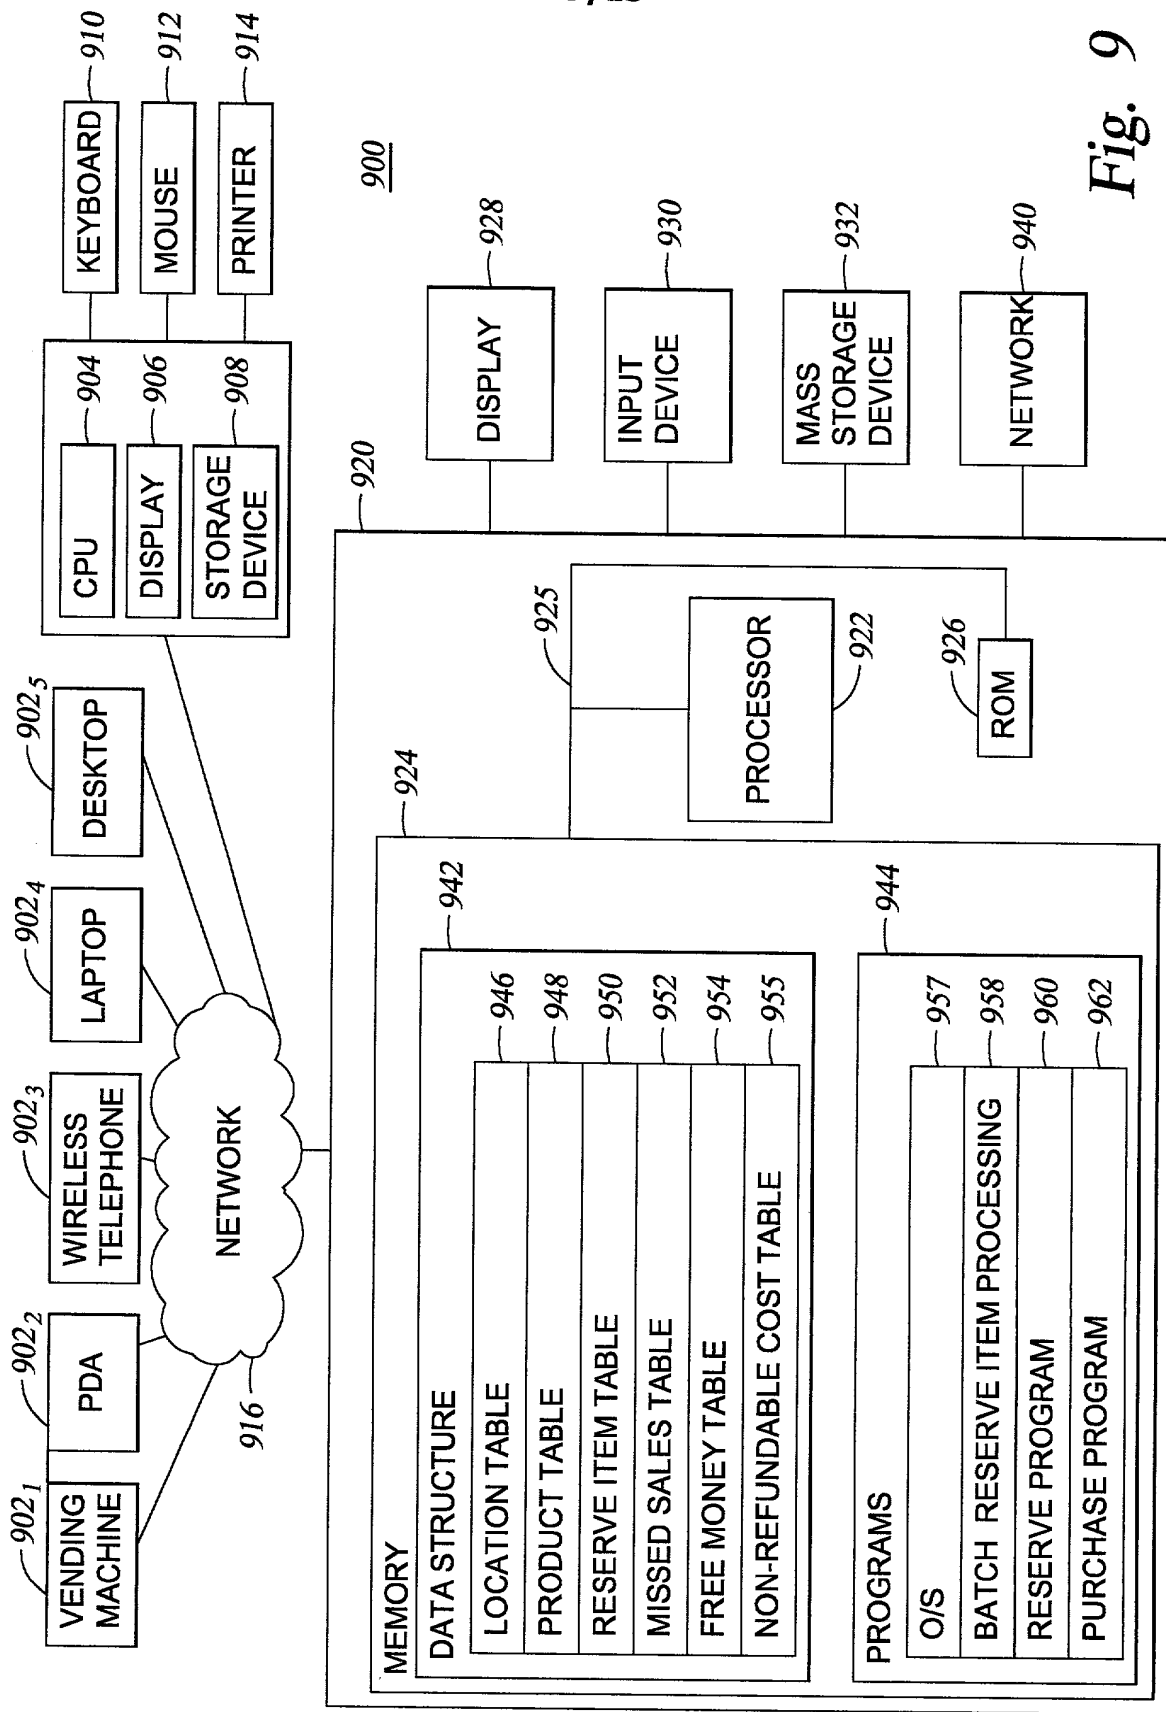 902₁
902₂
902₃
902₄
902₅
VENDING
MACHINE
PDA
WIRELESS
TELEPHONE
LAPTOP
DESKTOP
CPU
904
DISPLAY
906
STORAGE
DEVICE
908
KEYBOARD
910
MOUSE
912
PRINTER
914
NETWORK
916
900
920
MEMORY
924
DATA STRUCTURE
942
LOCATION TABLE
946
PRODUCT TABLE
948
RESERVE ITEM TABLE
950
MISSED SALES TABLE
952
FREE MONEY TABLE
954
NON-REFUNDABLE COST TABLE
955
PROGRAMS
944
O/S
957
BATCH RESERVE ITEM PROCESSING
958
RESERVE PROGRAM
960
PURCHASE PROGRAM
962
925
PROCESSOR
922
926
ROM
DISPLAY
928
INPUT
DEVICE
930
MASS
STORAGE
DEVICE
932
NETWORK
940
Fig. 9